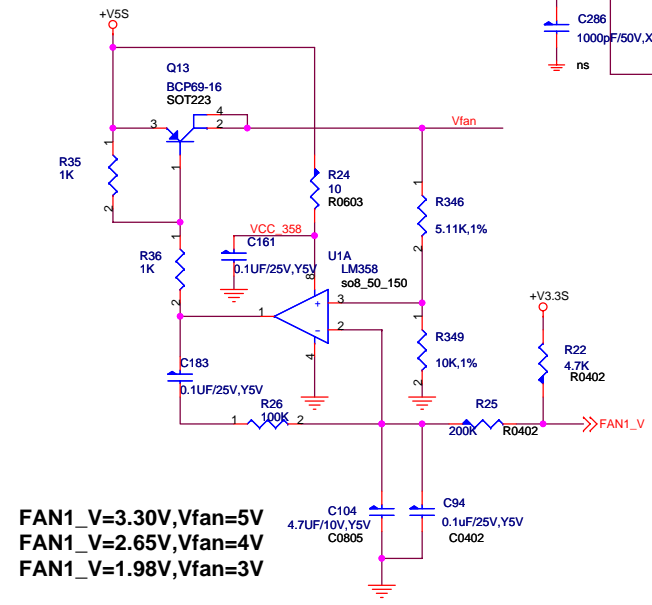 +V5S
C286
1000pF/50V,X
ns
Q13
BCP69-16
SOT223
3
4
2
1
Vfan
R35
1K
1
2
R24
10
R0603
1
2
R346
5.11K,1%
VCC_358
C161
0.1UF/25V,Y5V
R36
1K
1
2
U1A
LM358
so8_50_150
8
+
3
1
-
2
4
1
2
R349
10K,1%
+V3.3S
R22
4.7K
R0402
C183
0.1UF/25V,Y5V
R26
1
100K
2
R25
200K
R0402
FAN1_V
C104
4.7UF/10V,Y5V
C0805
C94
0.1uF/25V,Y5V
C0402
FAN1_V=3.30V,Vfan=5V
FAN1_V=2.65V,Vfan=4V
FAN1_V=1.98V,Vfan=3V